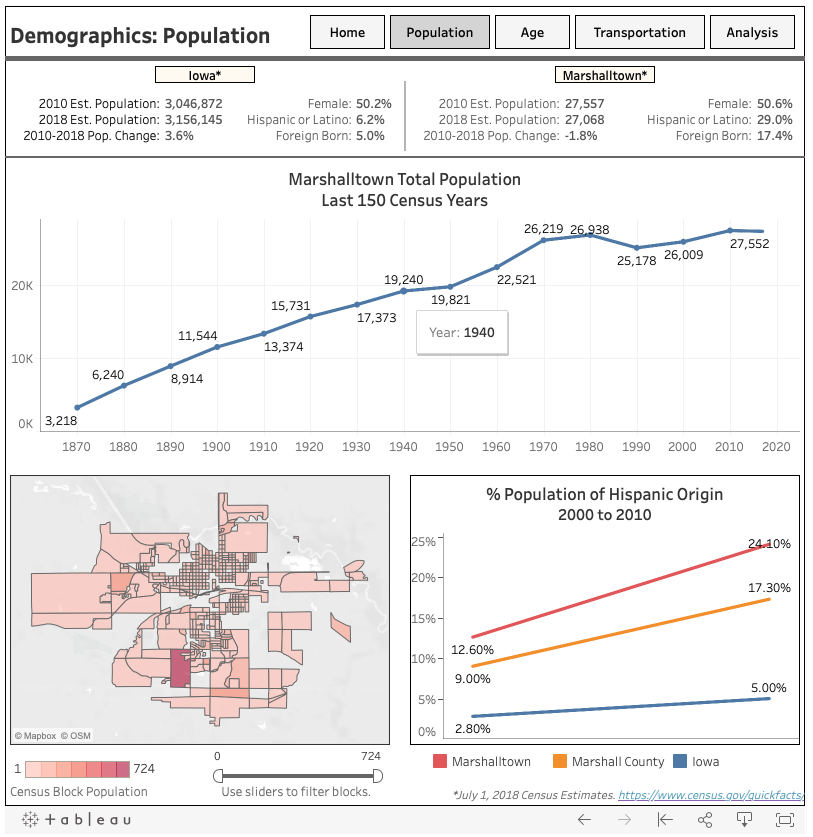 Demographics: Population
Home
Population
Age
Transportation
Analysis
Iowa*
2010 Est. Population: 3,046,872
2018 Est. Population: 3,156,145
2010-2018 Pop. Change: 3.6%
Female: 50.2%
Hispanic or Latino: 6.2%
Foreign Born: 5.0%
Marshalltown*
2010 Est. Population: 27,557
2018 Est. Population: 27,068
2010-2018 Pop. Change: -1.8%
Female: 50.6%
Hispanic or Latino: 29.0%
Foreign Born: 17.4%
Marshalltown Total Population
Last 150 Census Years
20K
10K
0K
3,218
6,240
8,914
11,544
13,374
15,731
17,373
19,240
19,821
22,521
26,219
26,938
25,178
26,009
27,552
Year: 1940
1870 1880 1890 1900 1910 1920 1930 1940 1950 1960 1970 1980 1990 2000 2010 2020
© Mapbox © OSM
1
724
Census Block Population
0
724
Use sliders to filter blocks.
% Population of Hispanic Origin
2000 to 2010
25%
20%
15%
10%
5%
0%
24.10%
17.30%
12.60%
9.00%
5.00%
2.80%
Marshalltown
Marshall County
Iowa
*July 1, 2018 Census Estimates. https://www.census.gov/quickfacts/
+ a b l e a u